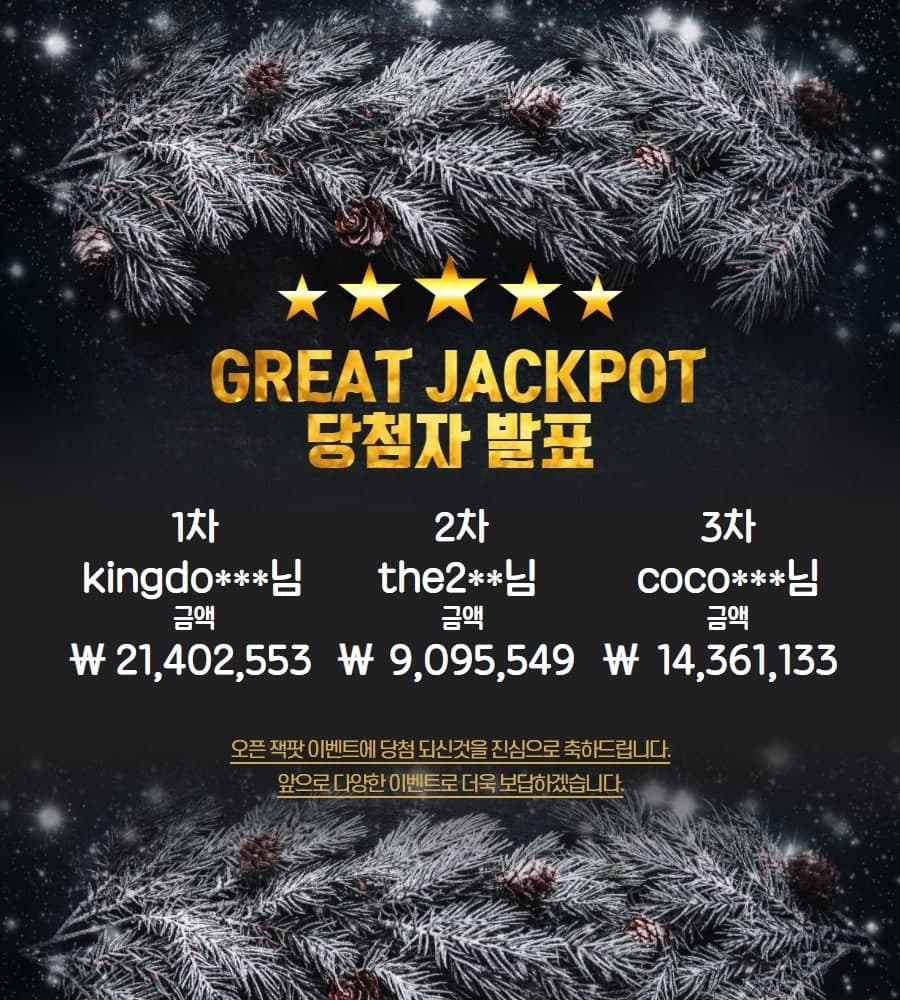 GREAT JACKPOT
당첨자 발표
1차 2차 3차
kingdo***님 the2**님 coco***님
금액 금액 금액
₩ 21,402,553 ₩ 9,095,549 ₩ 14,361,133
오픈 잭팟 이벤트에 당첨 되신것을 진심으로 축하드립니다.
앞으로 다양한 이벤트로 더욱 보답하겠습니다.